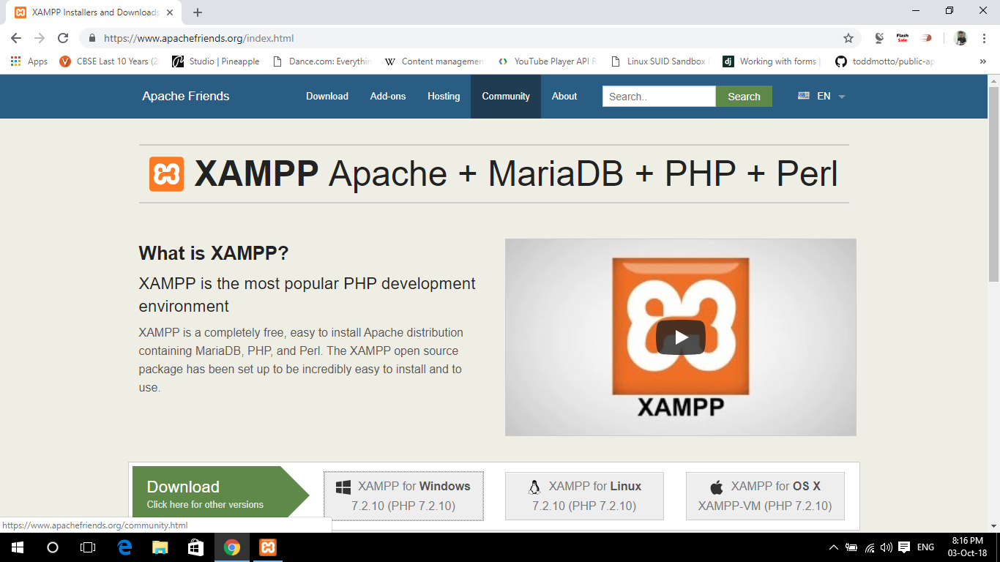 XAMPP Installers and Downloads
https://www.apachefriends.org/index.html
Apps CBSE Last 10 Years (2 Studio | Pineapple Dance.com: Everythin Content managemen YouTube Player API R Linux SUID Sandbox Working with forms | toddmotto/public-ap »
Flash Sale
Apache Friends Download Add-ons Hosting Community About Search.. Search EN
XAMPP Apache + MariaDB + PHP + Perl
What is XAMPP?
XAMPP is the most popular PHP development
environment
XAMPP is a completely free, easy to install Apache distribution
containing MariaDB, PHP, and Perl. The XAMPP open source
package has been set up to be incredibly easy to install and to
use.
XAMPP
Download
Click here for other versions
XAMPP for Windows
7.2.10 (PHP 7.2.10)
XAMPP for Linux
7.2.10 (PHP 7.2.10)
XAMPP for OS X
XAMPP-VM (PHP 7.2.10)
https://www.apachefriends.org/community.html
ENG
8:16 PM
03-Oct-18